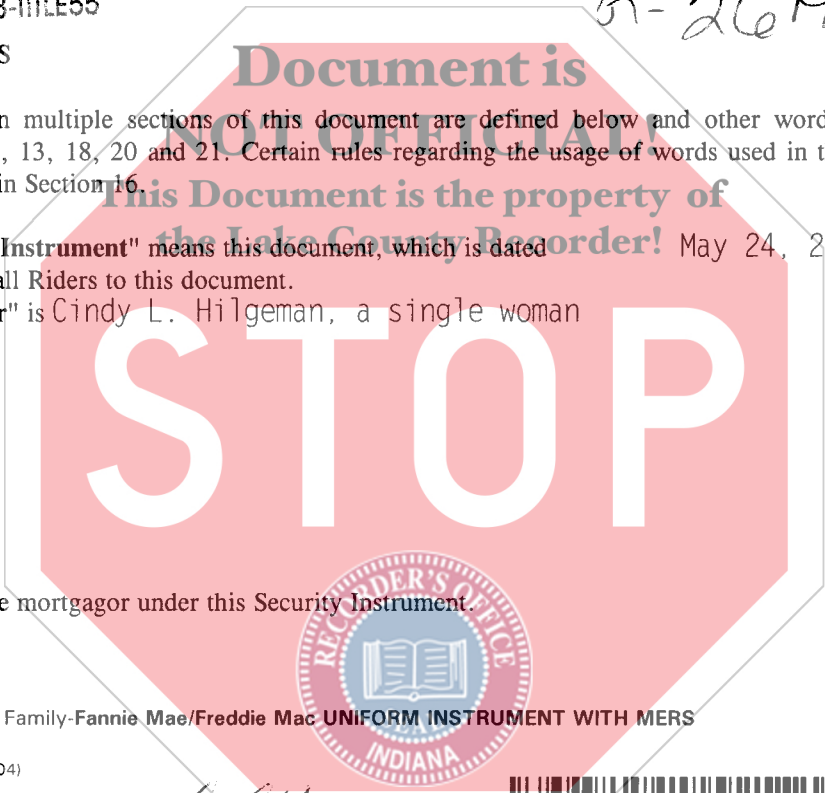 S
Document is
n multiple sections of this document are defined below and other word
NOT OFFICIAL!
, 13, 18, 20 and 21. Certain rules regarding the usage of words used in t
in Section 16.
This Document is the property of
the Lake County Recorder!
Instrument" means this document, which is dated May 24, 2
all Riders to this document.
r" is Cindy L. Hilgeman, a single woman
STOP
e mortgagor under this Security Instrument.
RECORDER'S OFFICE
INDIANA
Family-Fannie Mae/Freddie Mac UNIFORM INSTRUMENT WITH MERS
04)